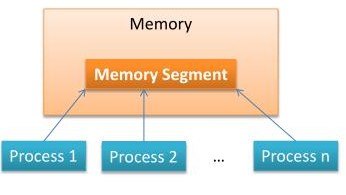 Memory
Memory Segment
Process 1
Process 2
...
Process n